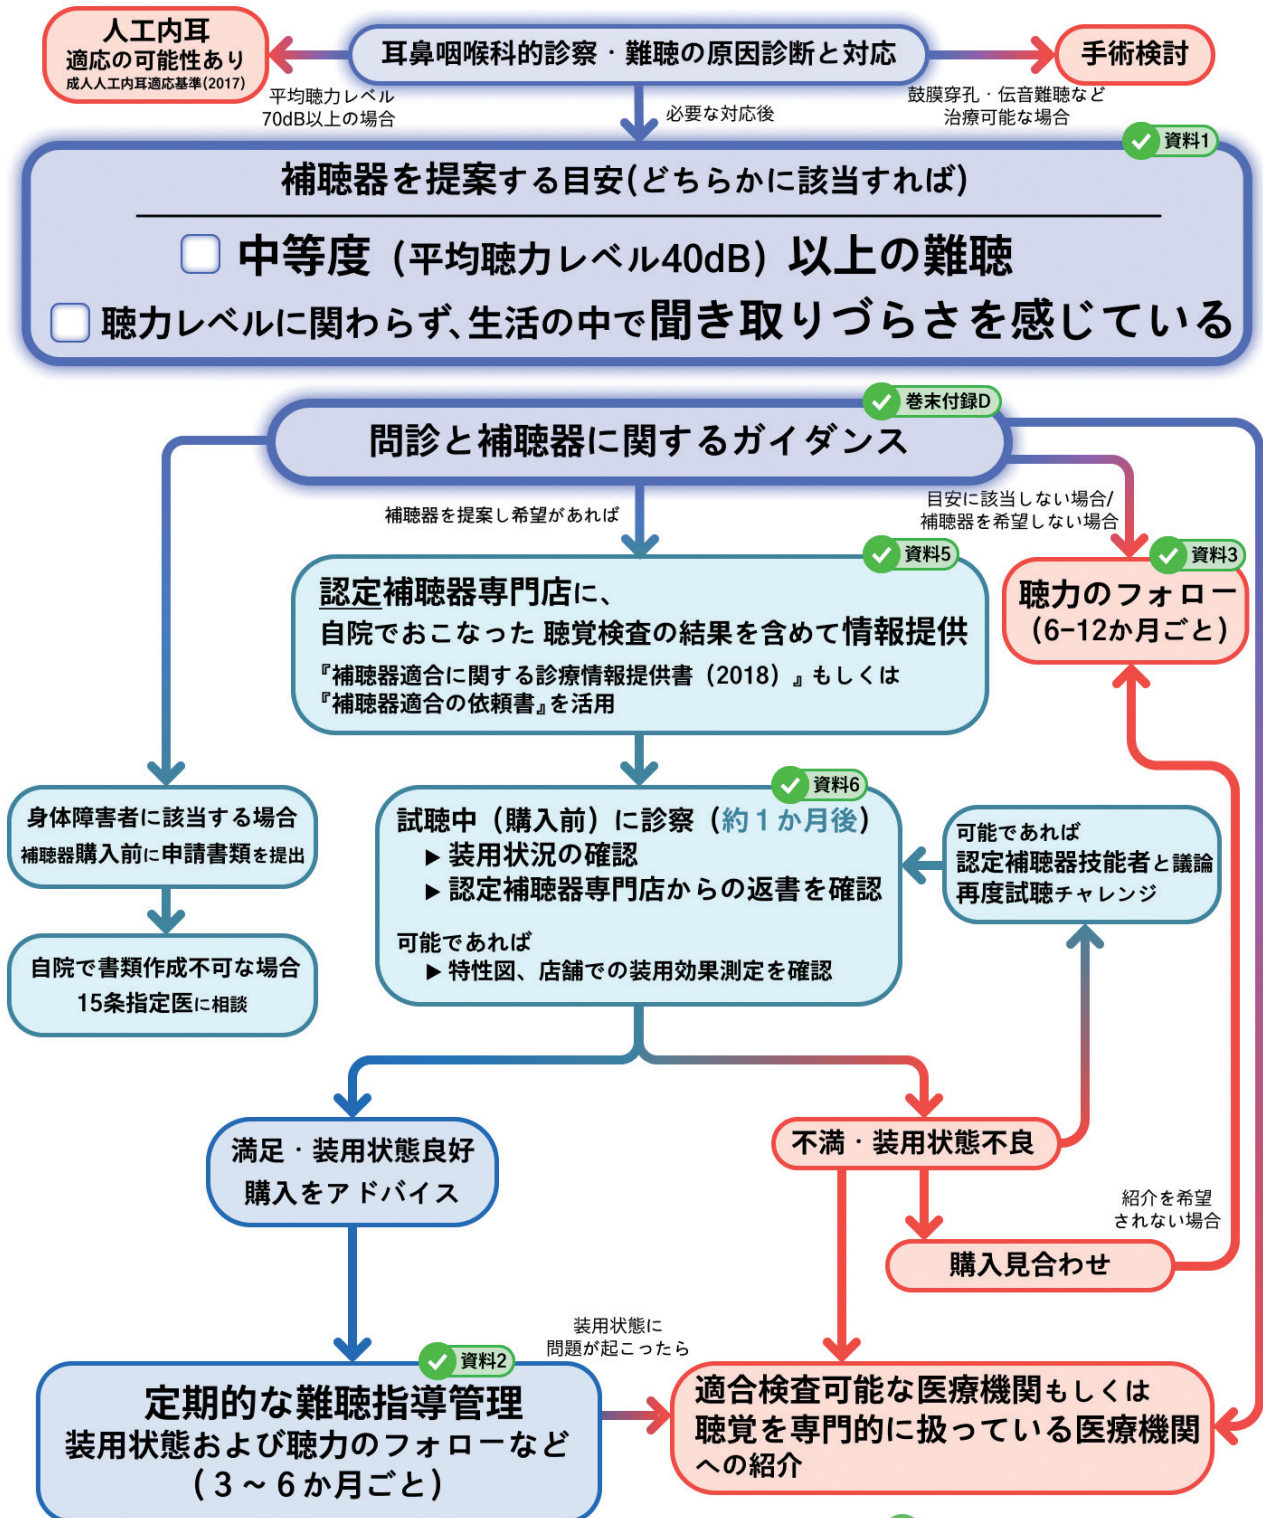 人工内耳
適応の可能性あり
成人人工内耳適応基準(2017)
耳鼻咽喉科的診察・難聴の原因診断と対応
手術検討
平均聴力レベル
70dB以上の場合
必要な対応後
鼓膜穿孔・伝音難聴など
治療可能な場合
資料1
補聴器を提案する目安(どちらかに該当すれば)
中等度（平均聴力レベル40dB）以上の難聴
聴力レベルに関わらず、生活の中で聞き取りづらさを感じている
巻末付録D
問診と補聴器に関するガイダンス
補聴器を提案し希望があれば
目安に該当しない場合/
補聴器を希望しない場合
資料5
認定補聴器専門店に、
自院でおこなった 聴覚検査の結果を含めて情報提供
『補聴器適合に関する診療情報提供書（2018）』もしくは
『補聴器適合の依頼書』を活用
資料3
聴力のフォロー
(6-12か月ごと)
身体障害者に該当する場合
補聴器購入前に申請書類を提出
自院で書類作成不可な場合
15条指定医に相談
資料6
試聴中（購入前）に診察（約１か月後）
▶ 装用状況の確認
▶ 認定補聴器専門店からの返書を確認
可能であれば
▶ 特性図、店舗での装用効果測定を確認
可能であれば
認定補聴器技能者と議論
再度試聴チャレンジ
満足・装用状態良好
購入をアドバイス
不満・装用状態不良
紹介を希望
されない場合
購入見合わせ
資料2
定期的な難聴指導管理
装用状態および聴力のフォローなど
(３～６か月ごと)
装用状態に
問題が起こったら
適合検査可能な医療機関もしくは
聴覚を専門的に扱っている医療機関
への紹介